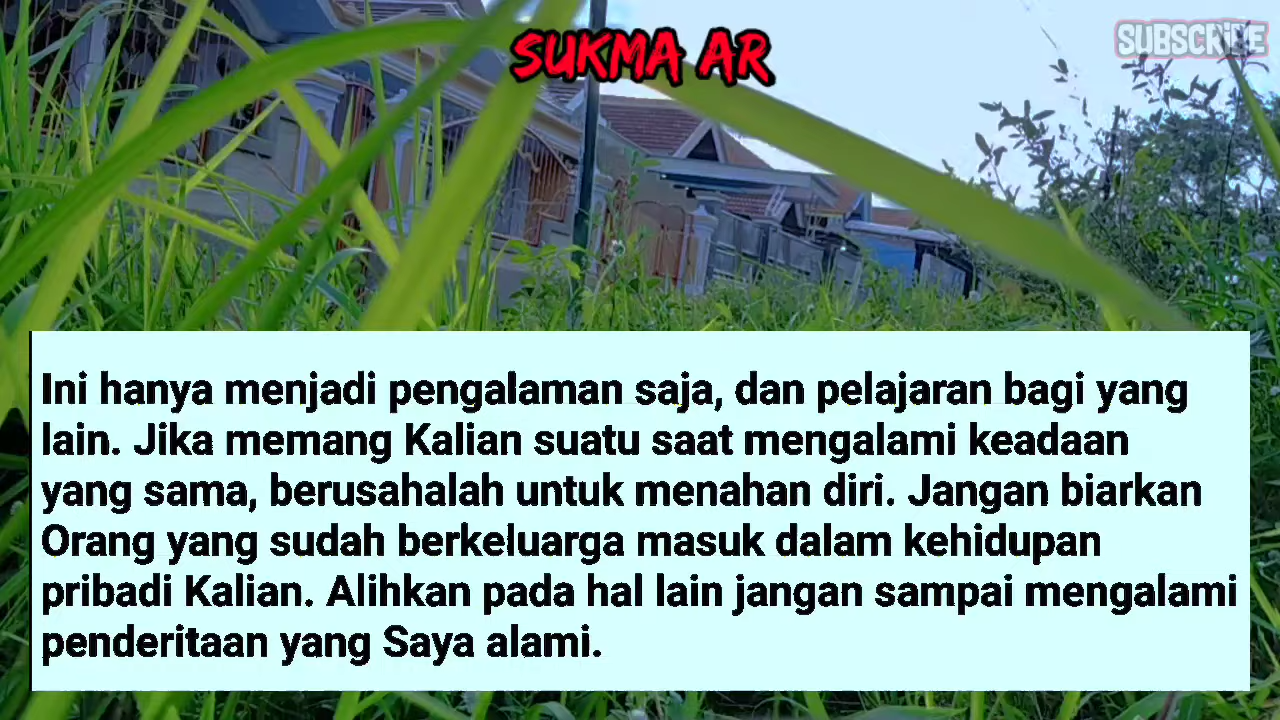 SUKMA AR
SUBSCRIBE
Ini hanya menjadi pengalaman saja, dan pelajaran bagi yang
lain. Jika memang Kalian suatu saat mengalami keadaan
yang sama, berusahalah untuk menahan diri. Jangan biarkan
Orang yang sudah berkeluarga masuk dalam kehidupan
pribadi Kalian. Alihkan pada hal lain jangan sampai mengalami
penderitaan yang Saya alami.